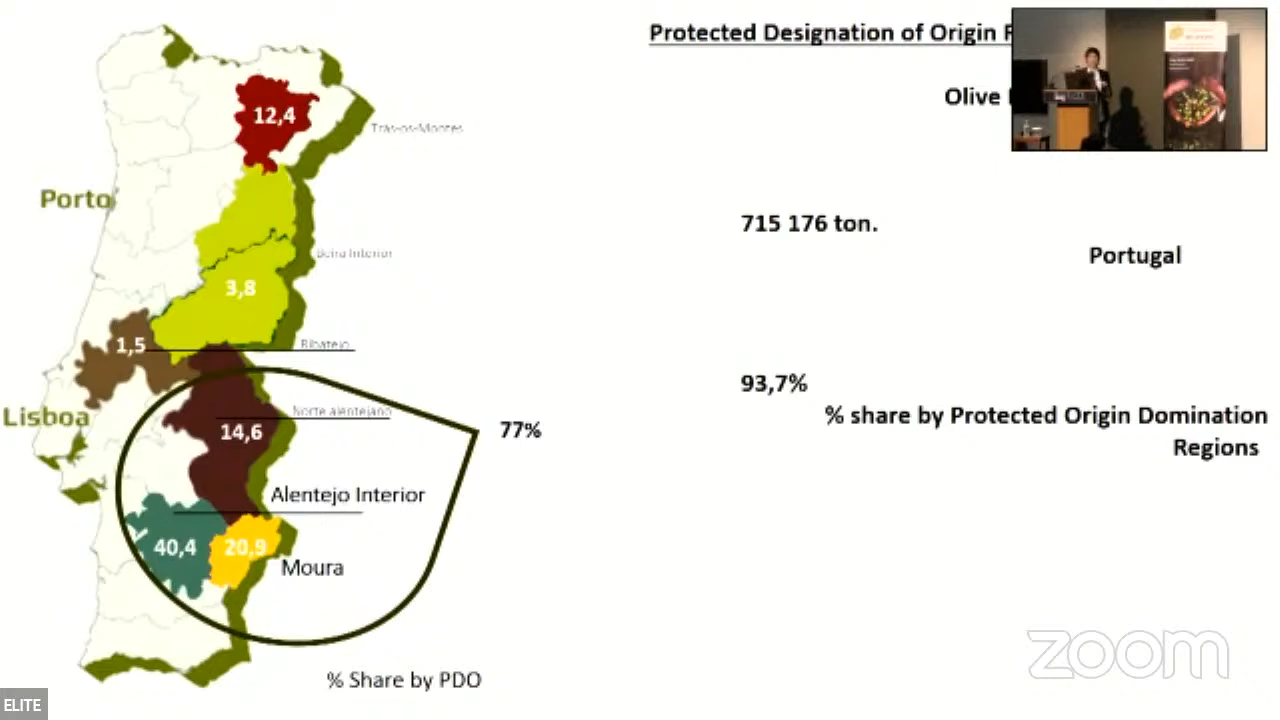 Protected Designation of Origin
Olive
12,4
Tras-os-Montes
Porto
715 176 ton.
Portugal
Beira Interior
3,8
1,5
Ribatejo
93,7%
% share by Protected Origin Domination
Regions
Lisboa
Norte alentejano
14,6
77%
Alentejo Interior
40,4
20,9
Moura
% Share by PDO
zoom
ELITE